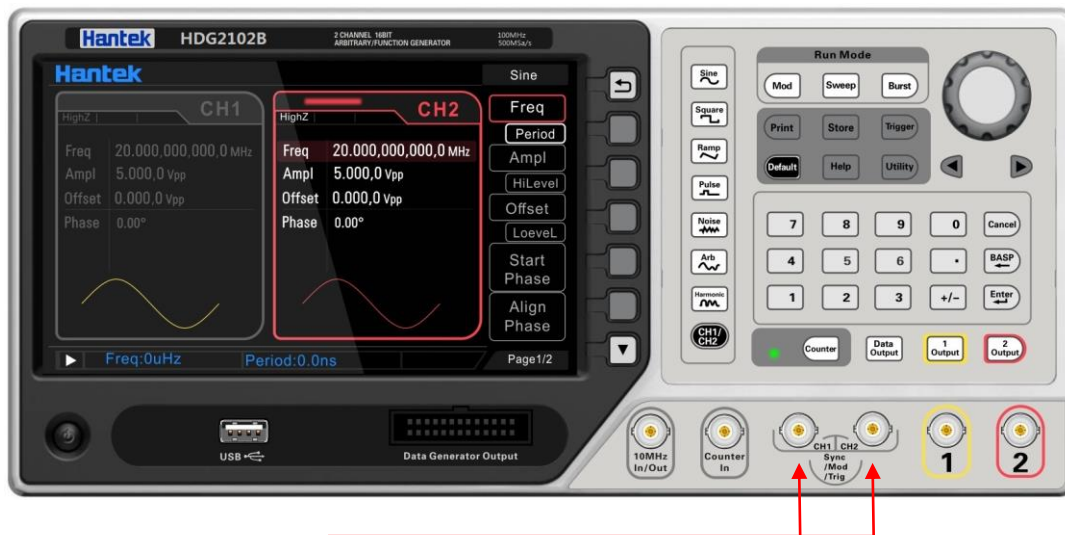 Hantek HDG2102B 2 CHANNEL 16BIT 100MHz
ARBITRARY/FUNCTION GENERATOR 500MSa/s
Hantek Sine
CH1
HighZ
Freq 20.000,000,000,0 MHz
Ampl 5.000,0 Vpp
Offset 0.000,0 Vpp
Phase 0.00°
CH2
HighZ
Freq 20.000,000,000,0 MHz
Ampl 5.000,0 Vpp
Offset 0.000,0 Vpp
Phase 0.00°
Freq
Period
Ampl
HiLevel
Offset
LoeveL
Start
Phase
Align
Phase
Freq:0uHz Period:0.0ns Page1/2
Sine
Square
Ramp
Pulse
Noise
Arb
Harmonic
CH1/
CH2
Run Mode
Mod Sweep Burst
Print Store Trigger
Default Help Utility
7 8 9 0 Cancel
4 5 6 . BASP
1 2 3 +/- Enter
Counter
Data
Output
1
Output
2
Output
USB
Data Generator Output
10MHz
In/Out
Counter
In
CH1 CH2
Sync
/Mod
/Trig
1
2